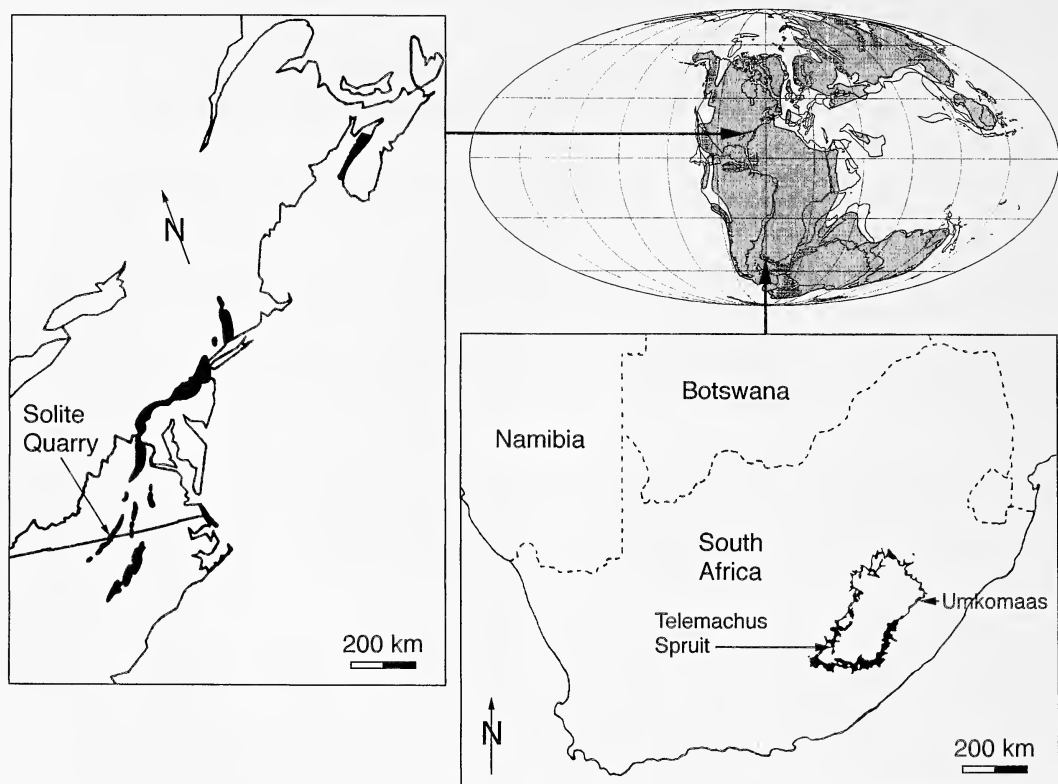 N
Solite
Quarry
200 km
Namibia
Botswana
South
Africa
Umkomaas
Telemachus
Spruit
N
200 km